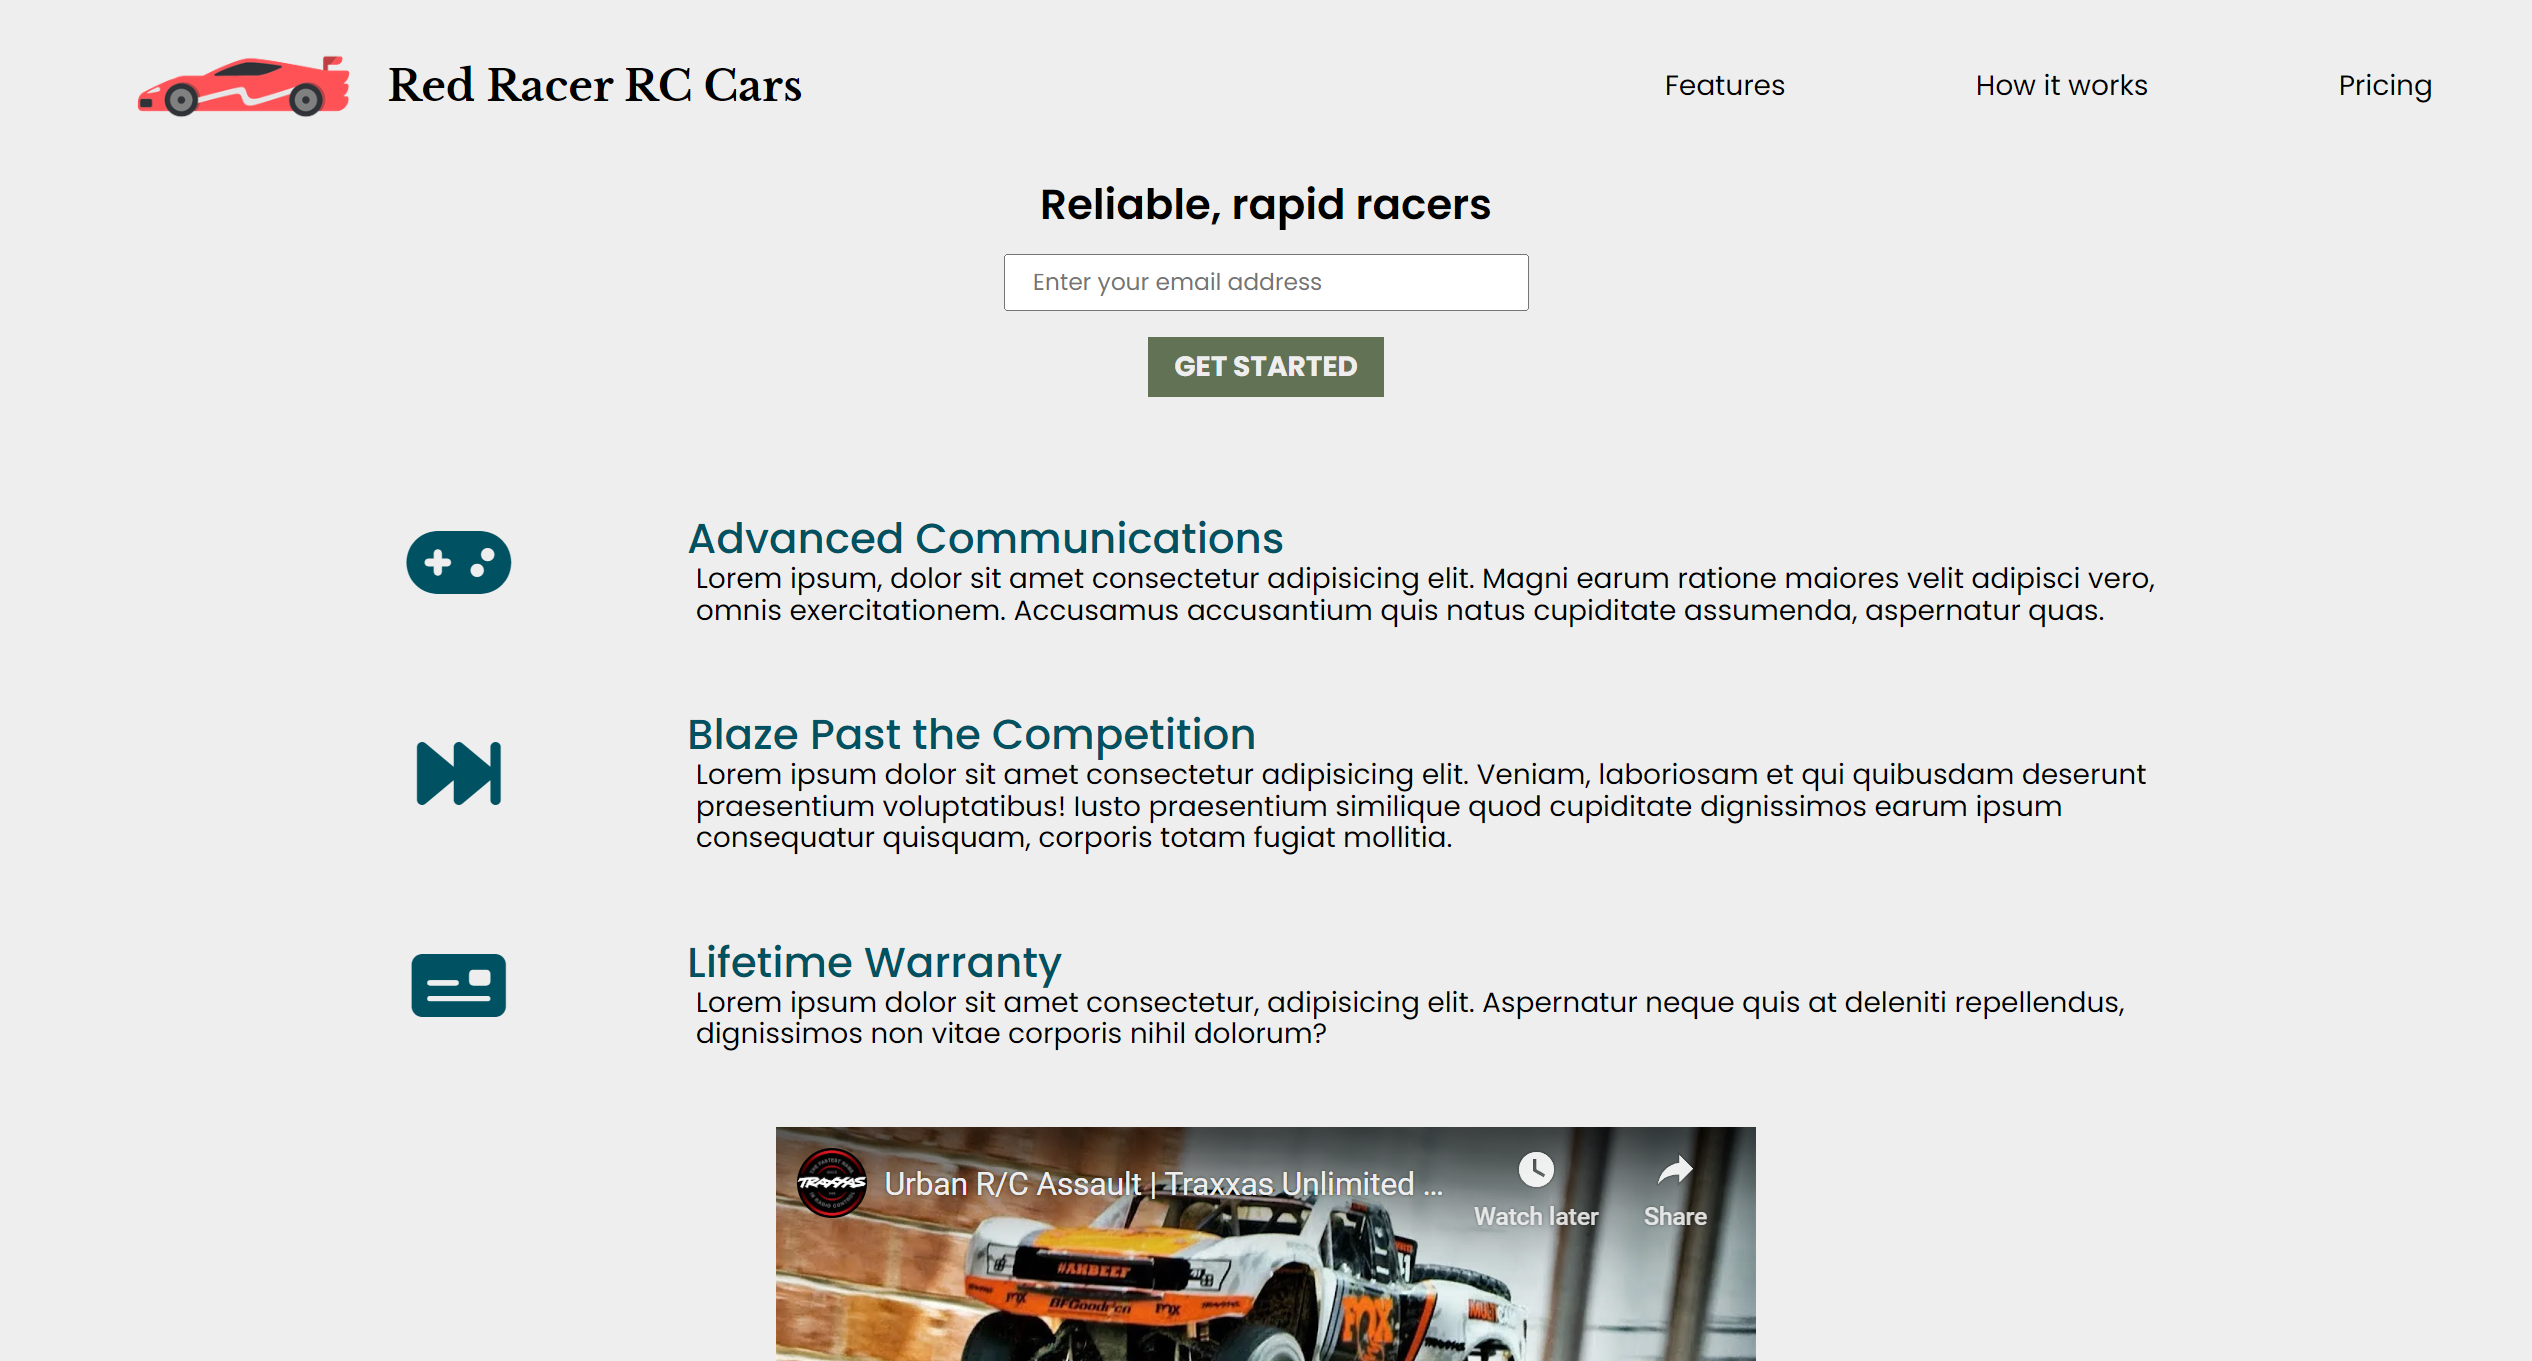 Red Racer RC Cars
Features
How it works
Pricing
Reliable, rapid racers
Enter your email address
GET STARTED
Advanced Communications
Lorem ipsum, dolor sit amet consectetur adipisicing elit. Magni earum ratione maiores velit adipisci vero,
omnis exercitationem. Accusamus accusantium quis natus cupiditate assumenda, aspernatur quas.
Blaze Past the Competition
Lorem ipsum dolor sit amet consectetur adipisicing elit. Veniam, laboriosam et qui quibusdam deserunt
praesentium voluptatibus! Iusto praesentium similique quod cupiditate dignissimos earum ipsum
consequatur quisquam, corporis totam fugiat mollitia.
Lifetime Warranty
Lorem ipsum dolor sit amet consectetur, adipisicing elit. Aspernatur neque quis at deleniti repellendus,
dignissimos non vitae corporis nihil dolorum?
TRAXXAS
Urban R/C Assault | Traxxas Unlimited ...
Watch later
Share
#AHBEEF
FOX
BFGoodrich
FOX
FOX